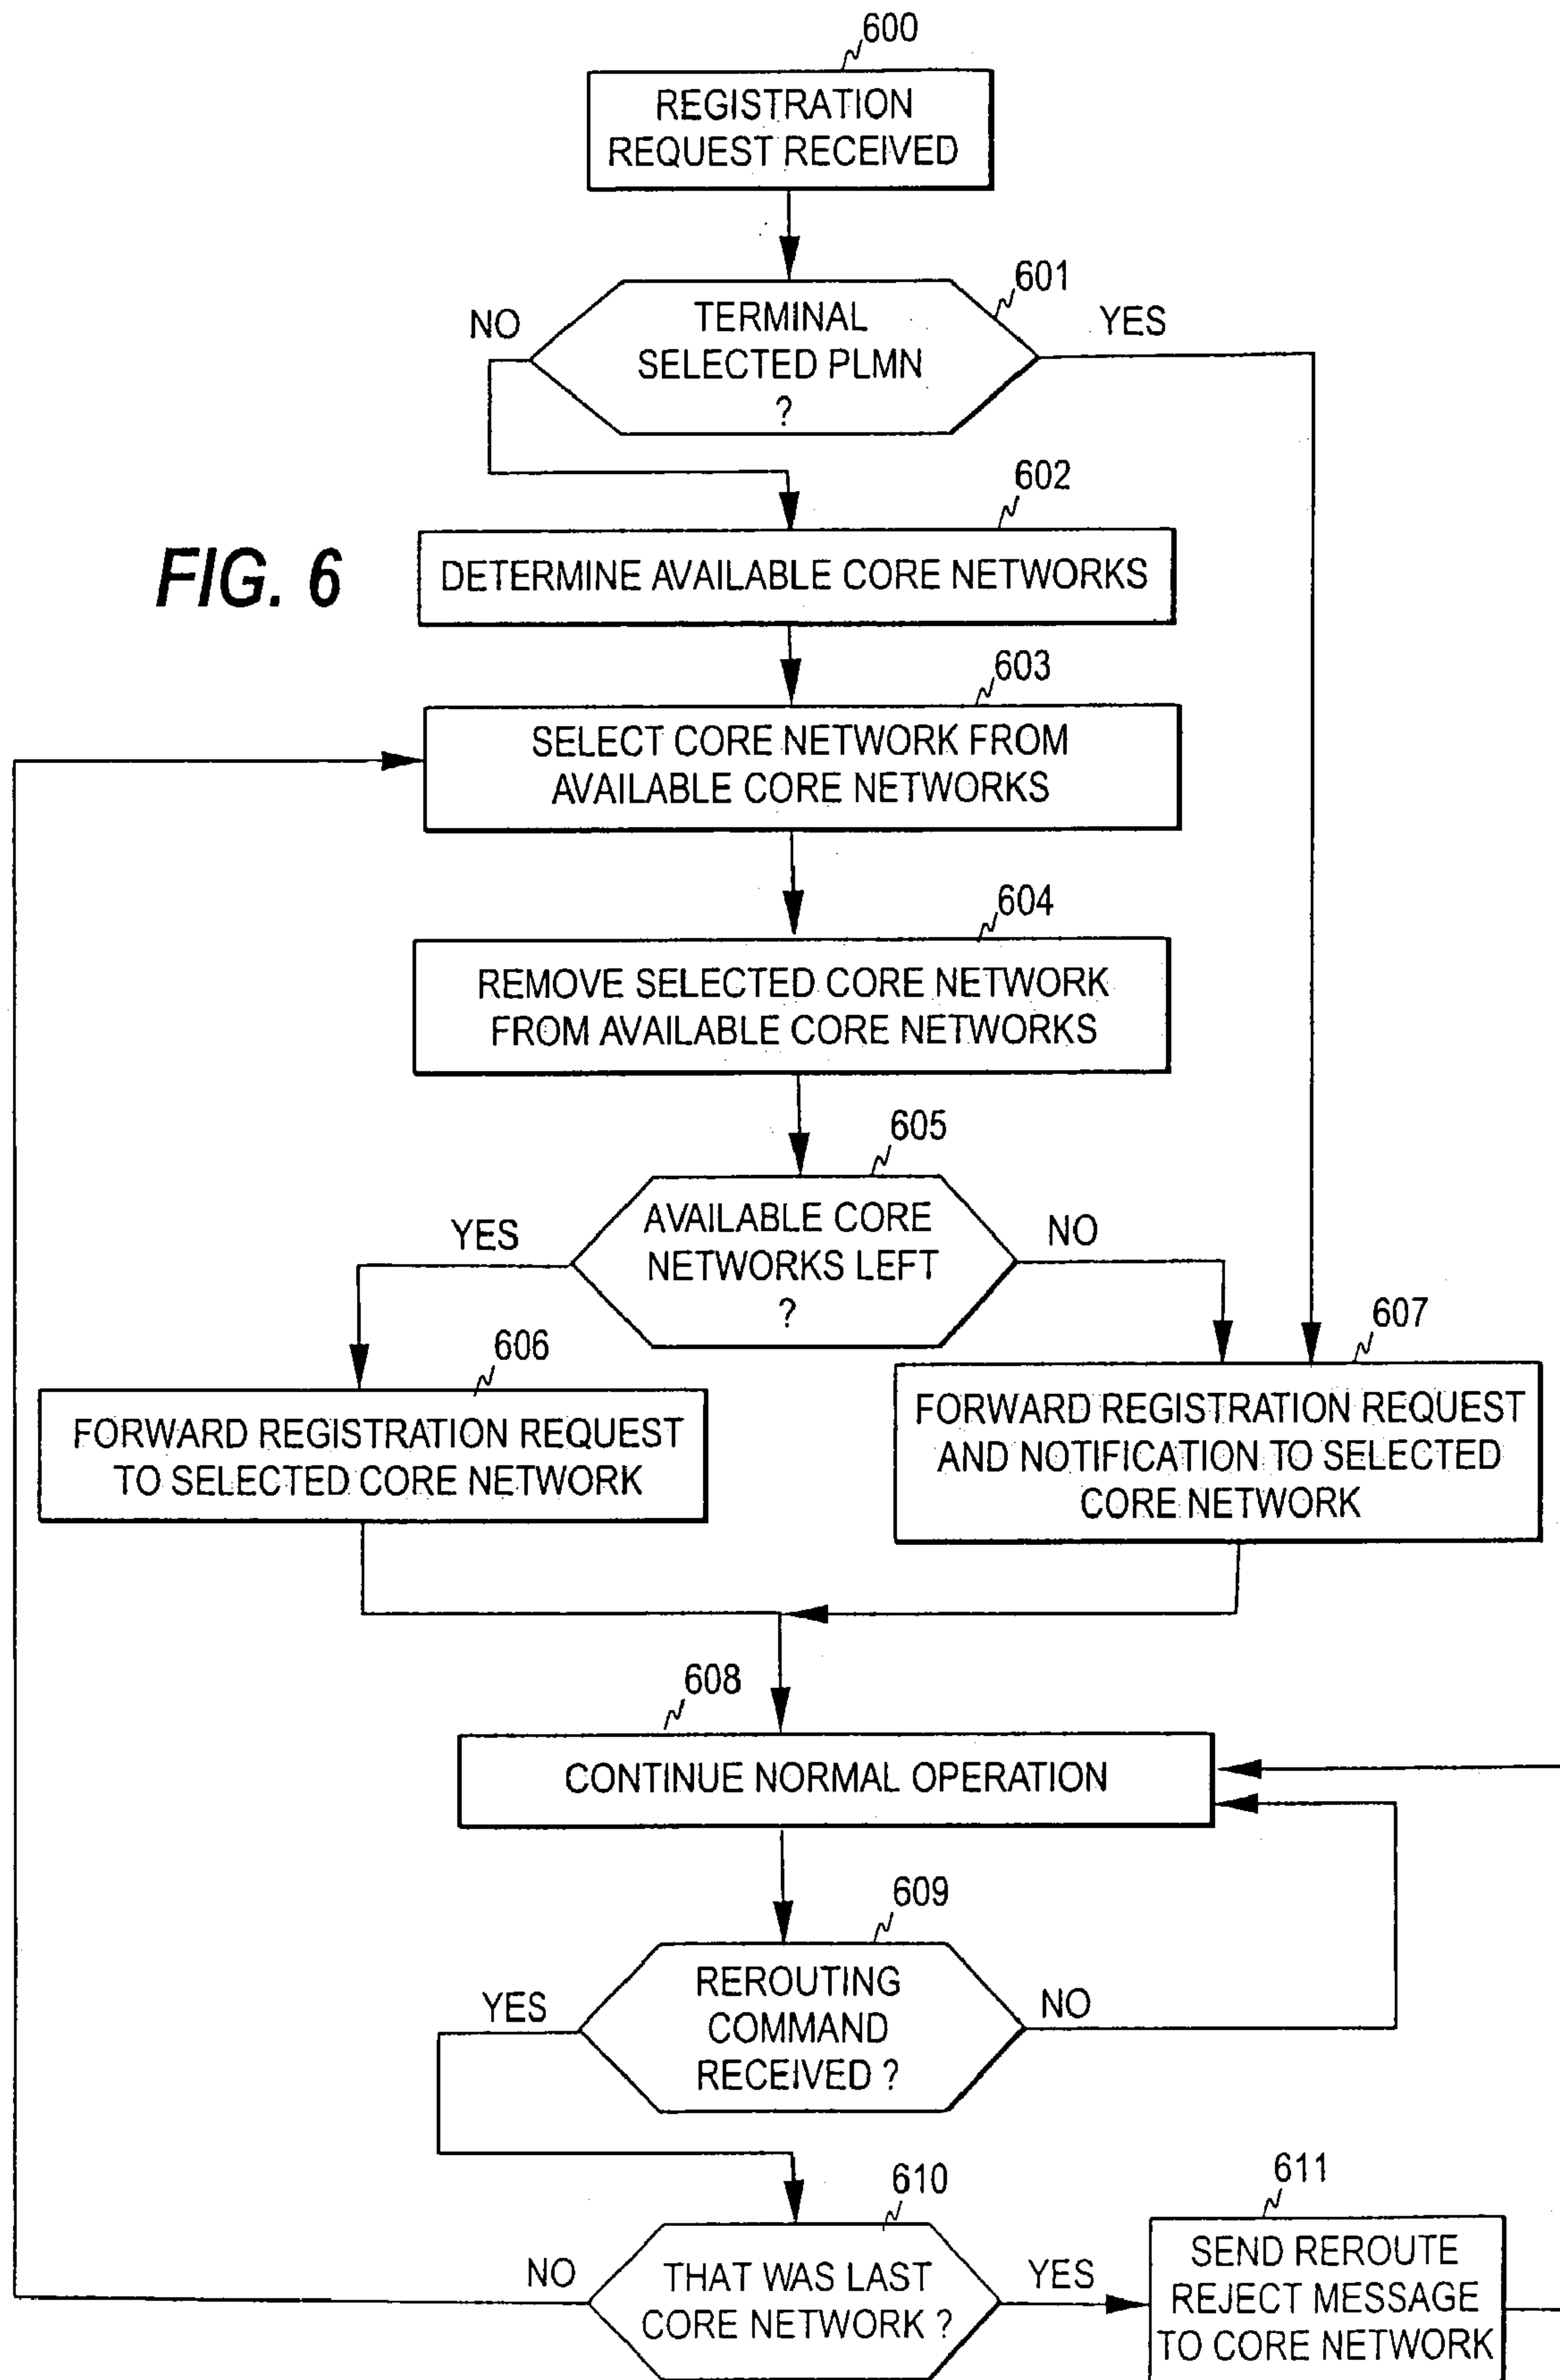 600
REGISTRATION
REQUEST RECEIVED
601
NO
YES
TERMINAL
SELECTED PLMN
?
602
FIG. 6
DETERMINE AVAILABLE CORE NETWORKS
603
SELECT CORE NETWORK FROM
AVAILABLE CORE NETWORKS
604
REMOVE SELECTED CORE NETWORK
FROM AVAILABLE CORE NETWORKS
605
YES
NO
AVAILABLE CORE
NETWORKS LEFT
?
606
607
FORWARD REGISTRATION REQUEST
TO SELECTED CORE NETWORK
FORWARD REGISTRATION REQUEST
AND NOTIFICATION TO SELECTED
CORE NETWORK
608
CONTINUE NORMAL OPERATION
609
YES
NO
REROUTING
COMMAND
RECEIVED ?
610
611
NO
YES
THAT WAS LAST
CORE NETWORK ?
SEND REROUTE
REJECT MESSAGE
TO CORE NETWORK